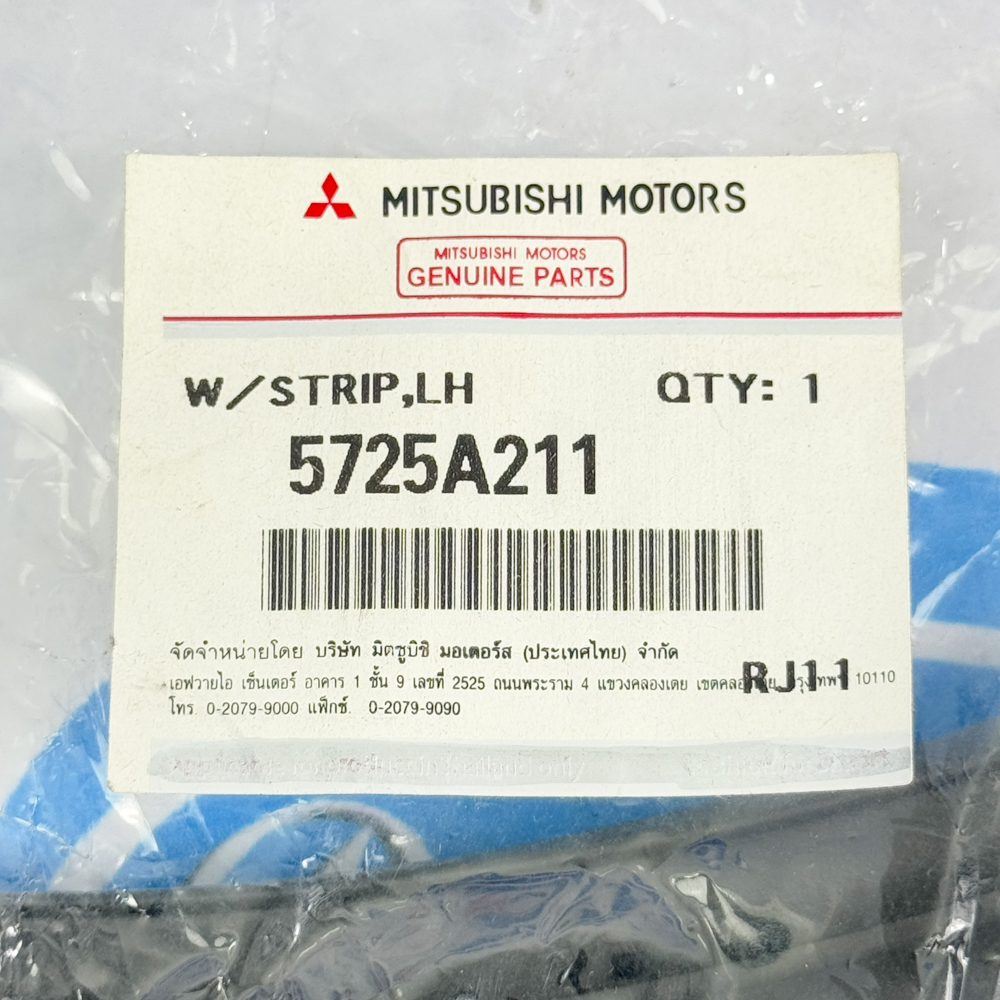 MITSUBISHI MOTORS
MITSUBISHI MOTORS
GENUINE PARTS
W/STRIP,LH QTY: 1
5725A211
จัดจำหน่ายโดย บริษัท มิตซูบิชิ มอเตอร์ส (ประเทศไทย) จำกัด
เอฟวายไอ เซ็นเตอร์ อาคาร 1 ชั้น 9 เลขที่ 2525 ถนนพระราม 4 แขวงคลองเตย 10110
RJ11
โทร. 0-2079-9000 แฟ็กซ์. 0-2079-9090